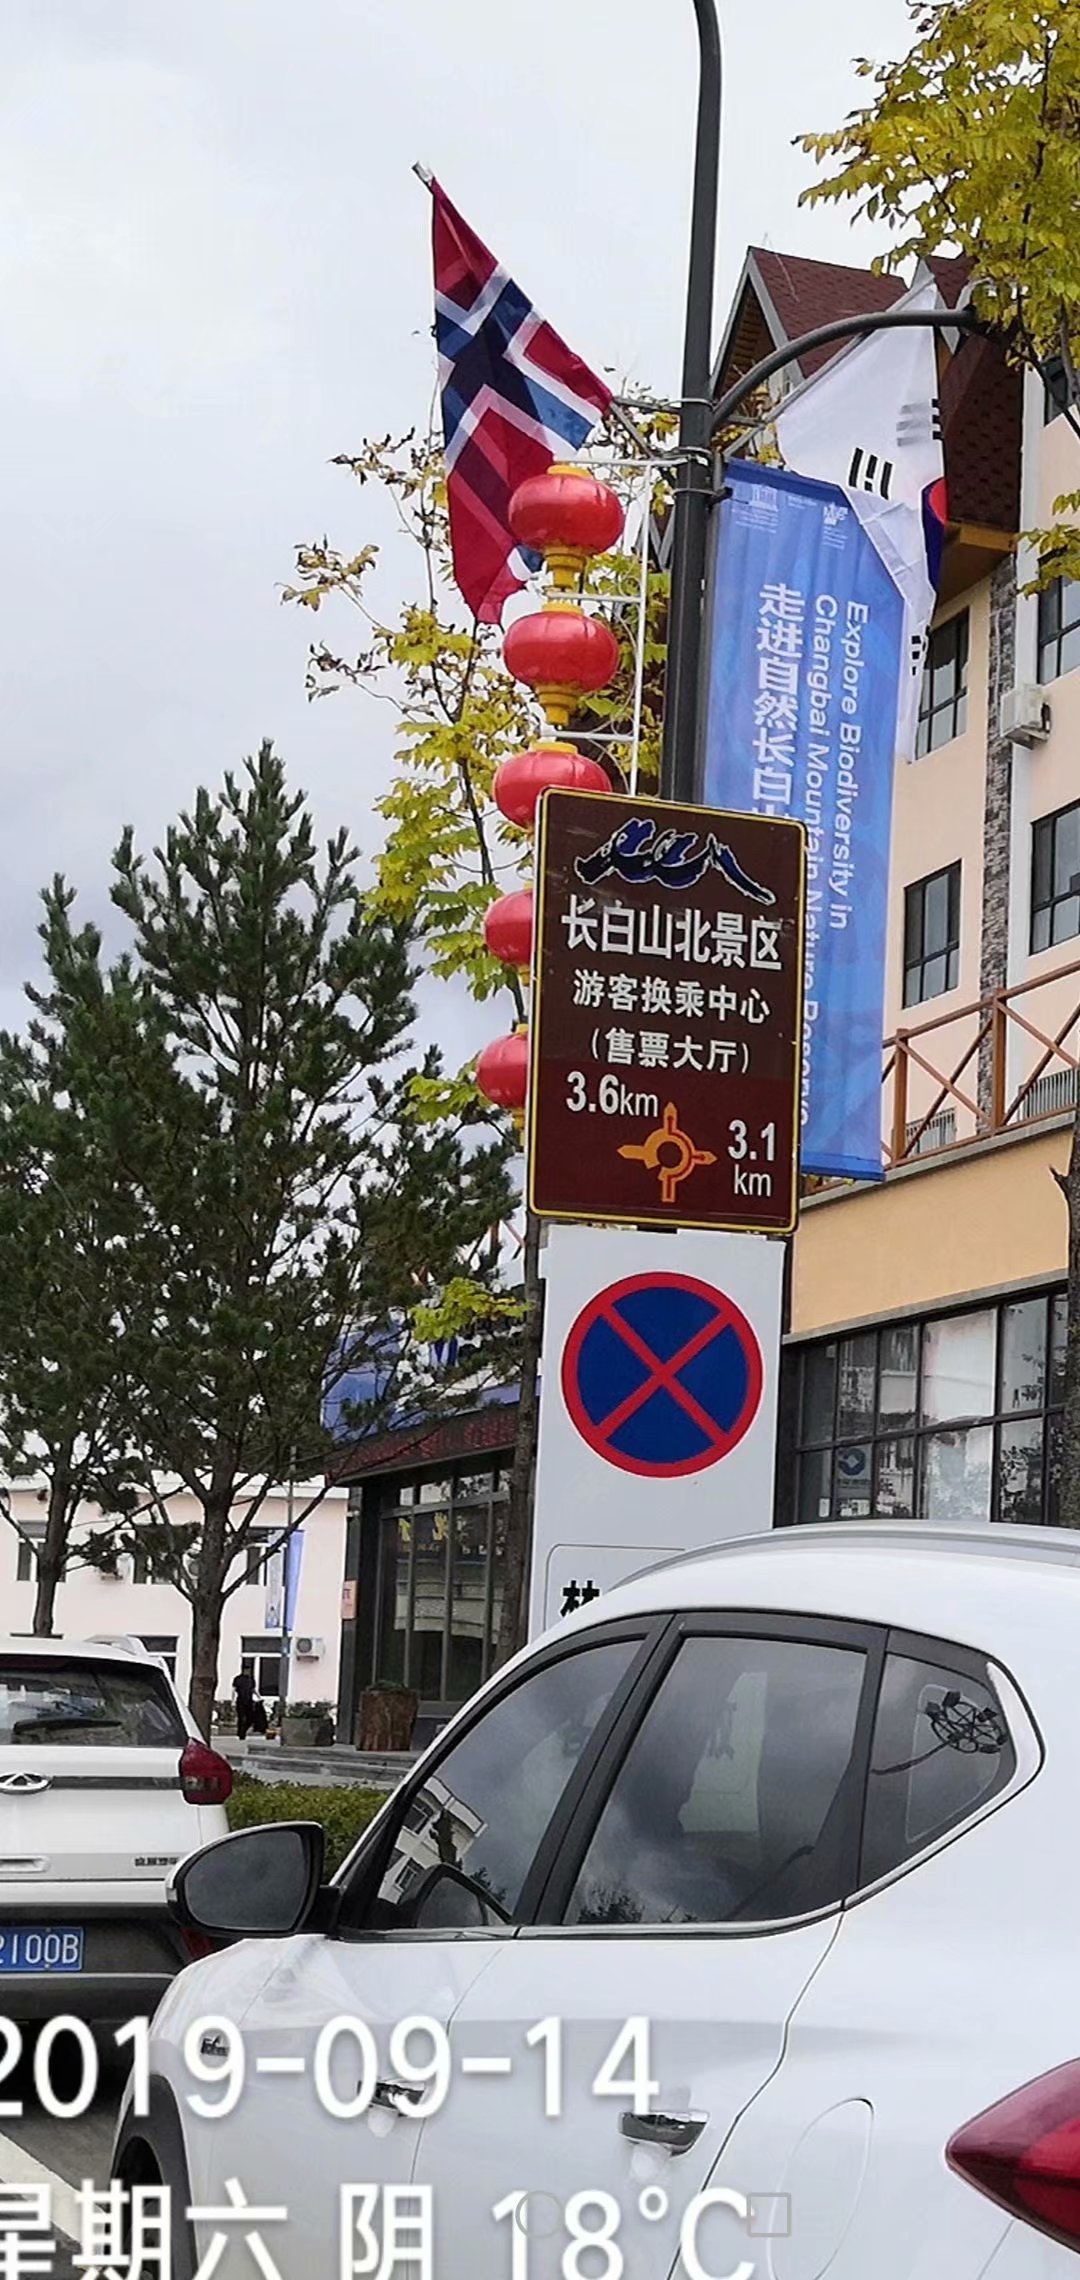 Explore Biodiversity in
Changbai Mountain Nature Reserve
走进自然长白山
长白山北景区
游客换乘中心
(售票大厅)
3.6km
3.1
km
2100B
2019-09-14
星期六 阴 18°C